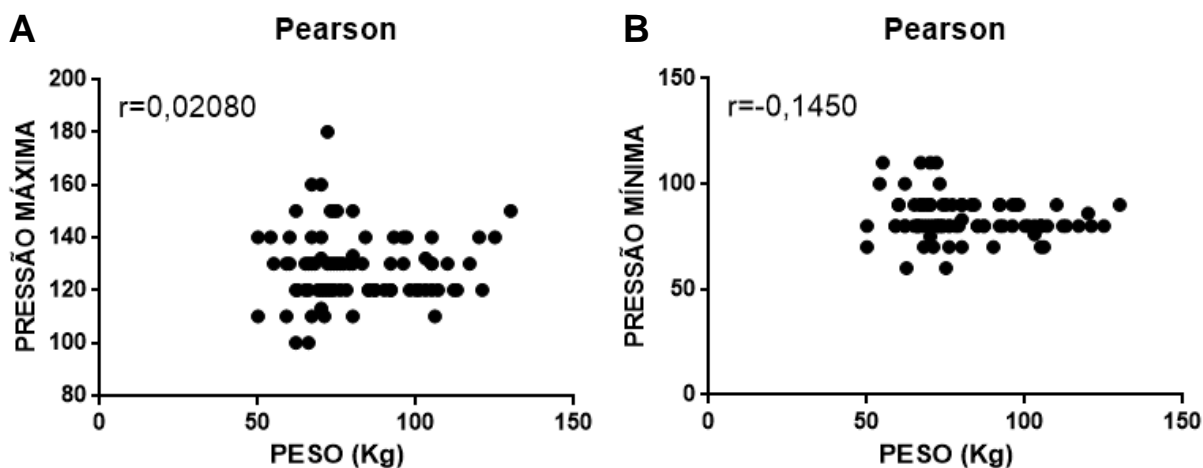 A
Pearson
r=0,02080
PRESSÃO MÁXIMA
200
180
160
140
120
100
80
0
50
100
150
PESO (Kg)
B
Pearson
r=-0,1450
PRESSÃO MÍNIMA
150
100
50
0
0
50
100
150
PESO (Kg)